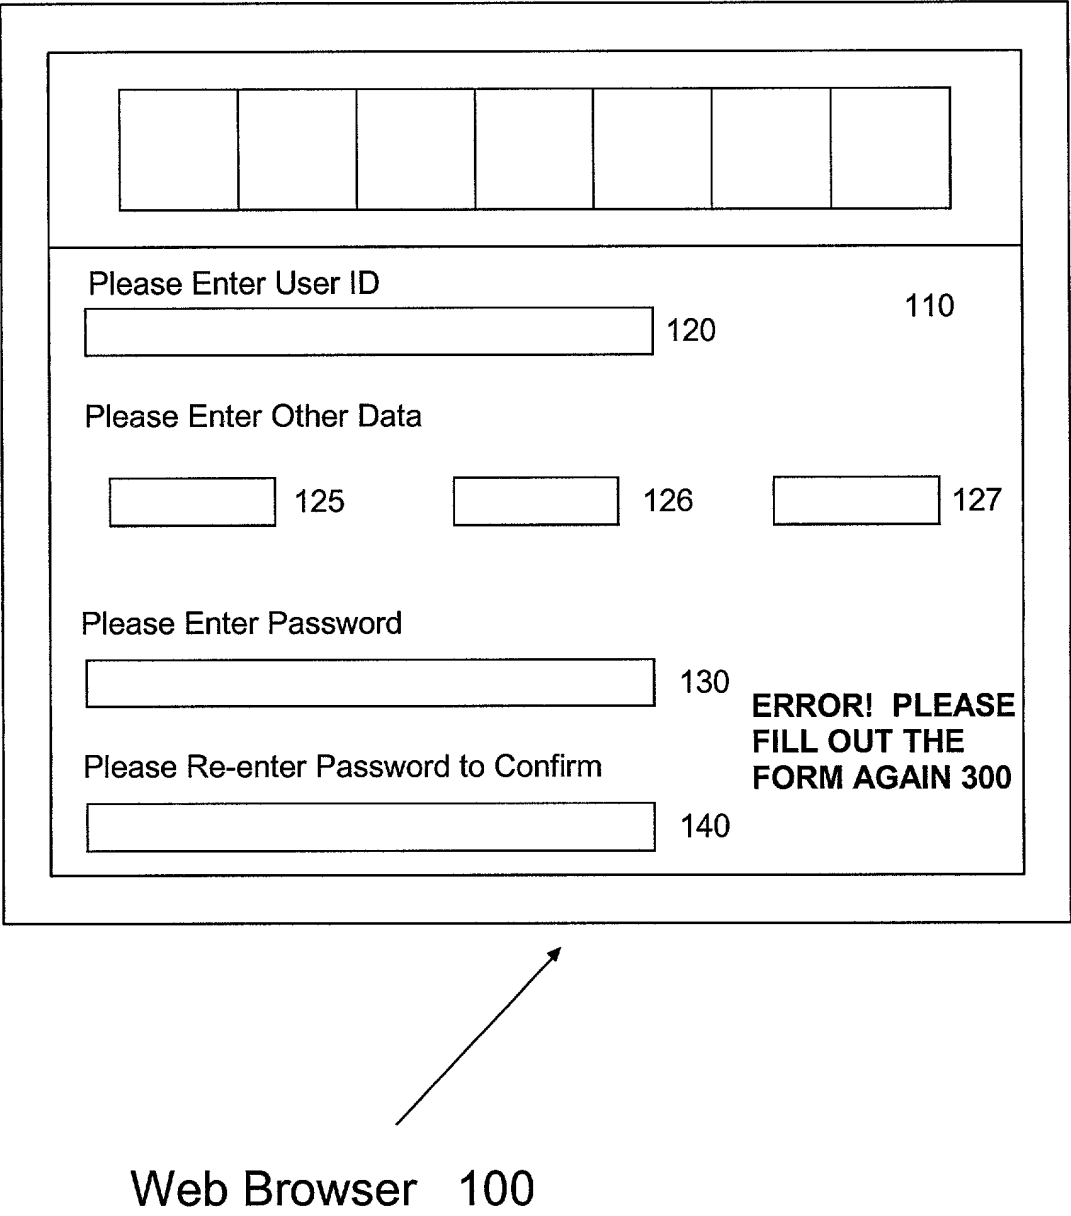 Please Enter User ID
110
120
Please Enter Other Data
125 126 127
Please Enter Password
130
ERROR! PLEASE
FILL OUT THE
FORM AGAIN 300
Please Re-enter Password to Confirm
140
Web Browser 100